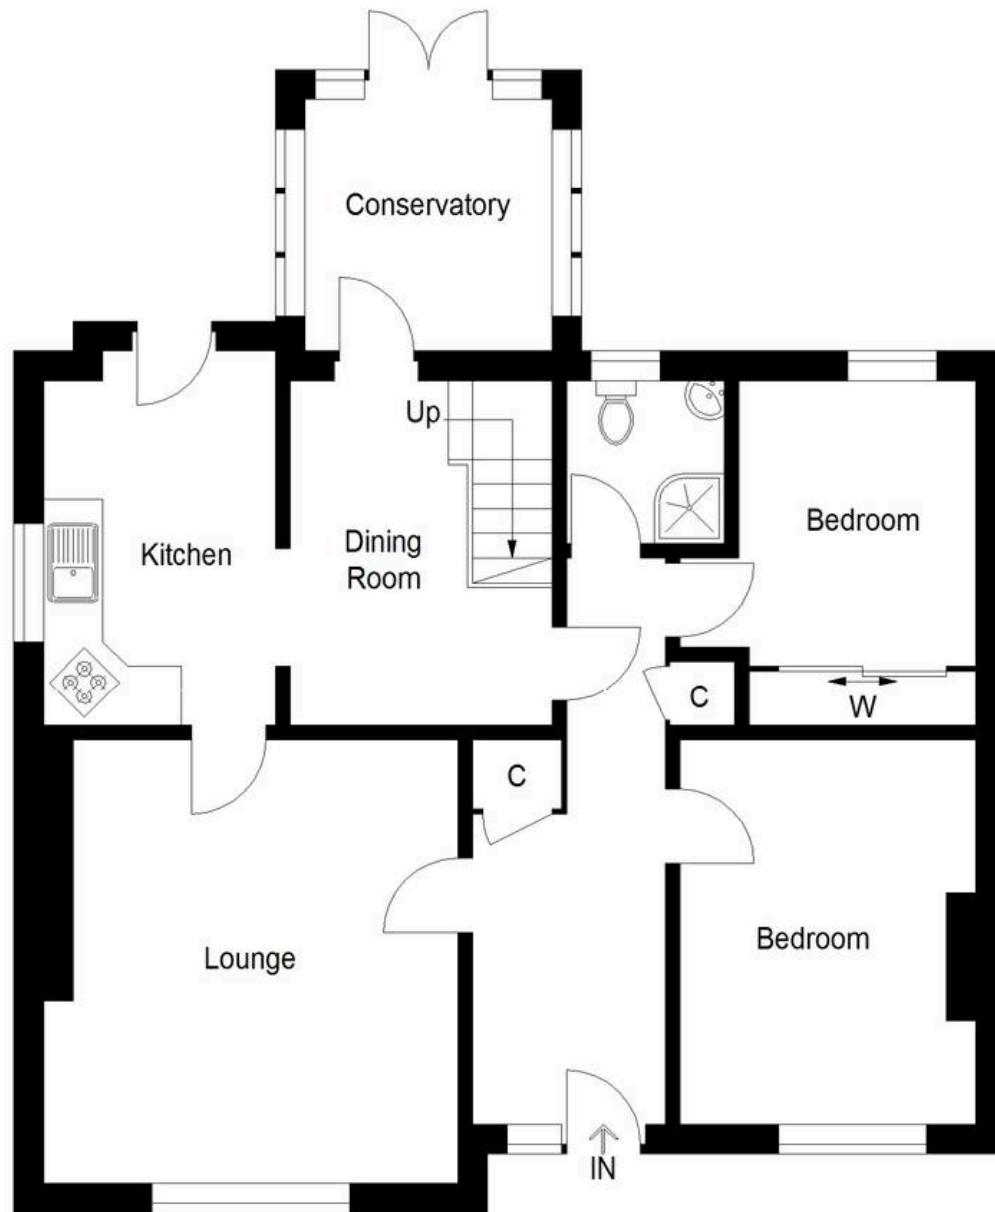 Conservatory
Up
Kitchen
Dining
Room
Bedroom
C
W
C
Lounge
Bedroom
IN